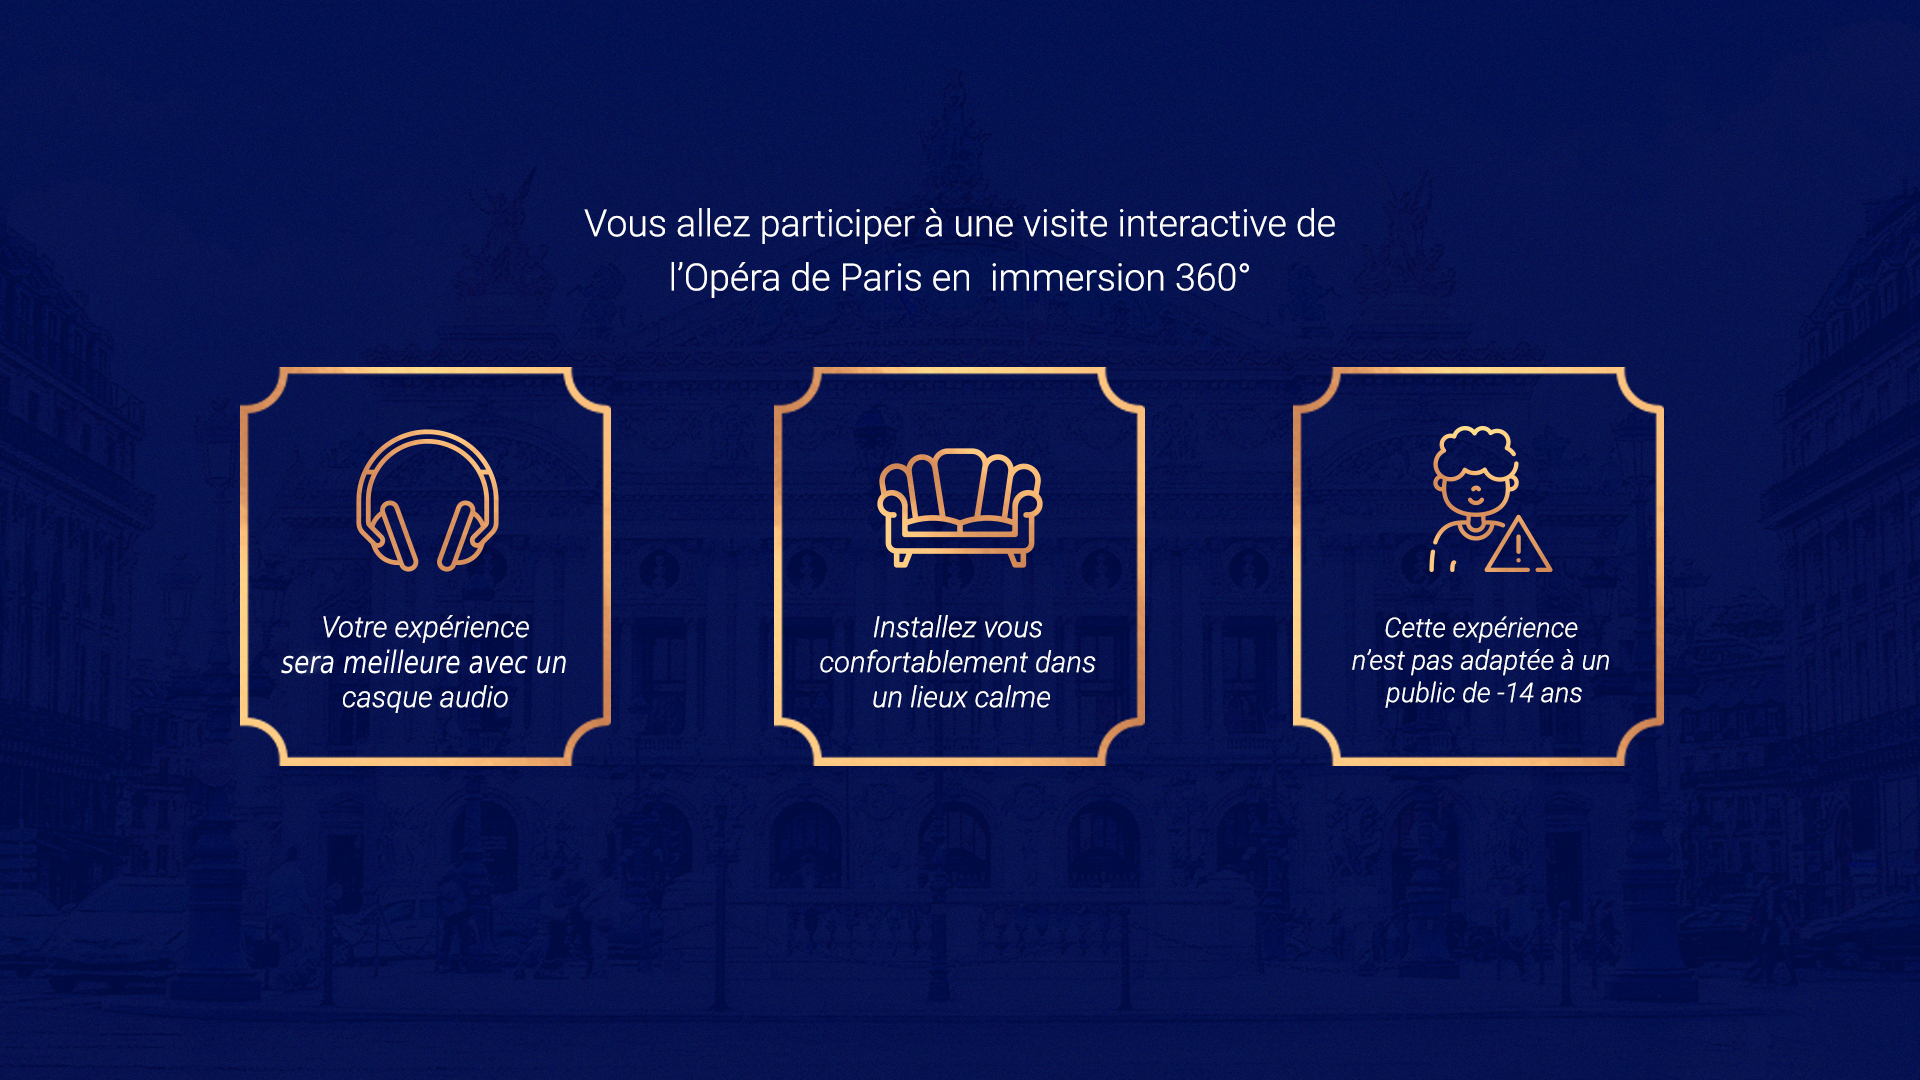 Vous allez participer à une visite interactive de
l’Opéra de Paris en  immersion 360°
Votre expérience
sera meilleure avec un
casque audio
Installez vous
confortablement dans
un lieux calme
Cette expérience
n’est pas adaptée à un
public de -14 ans